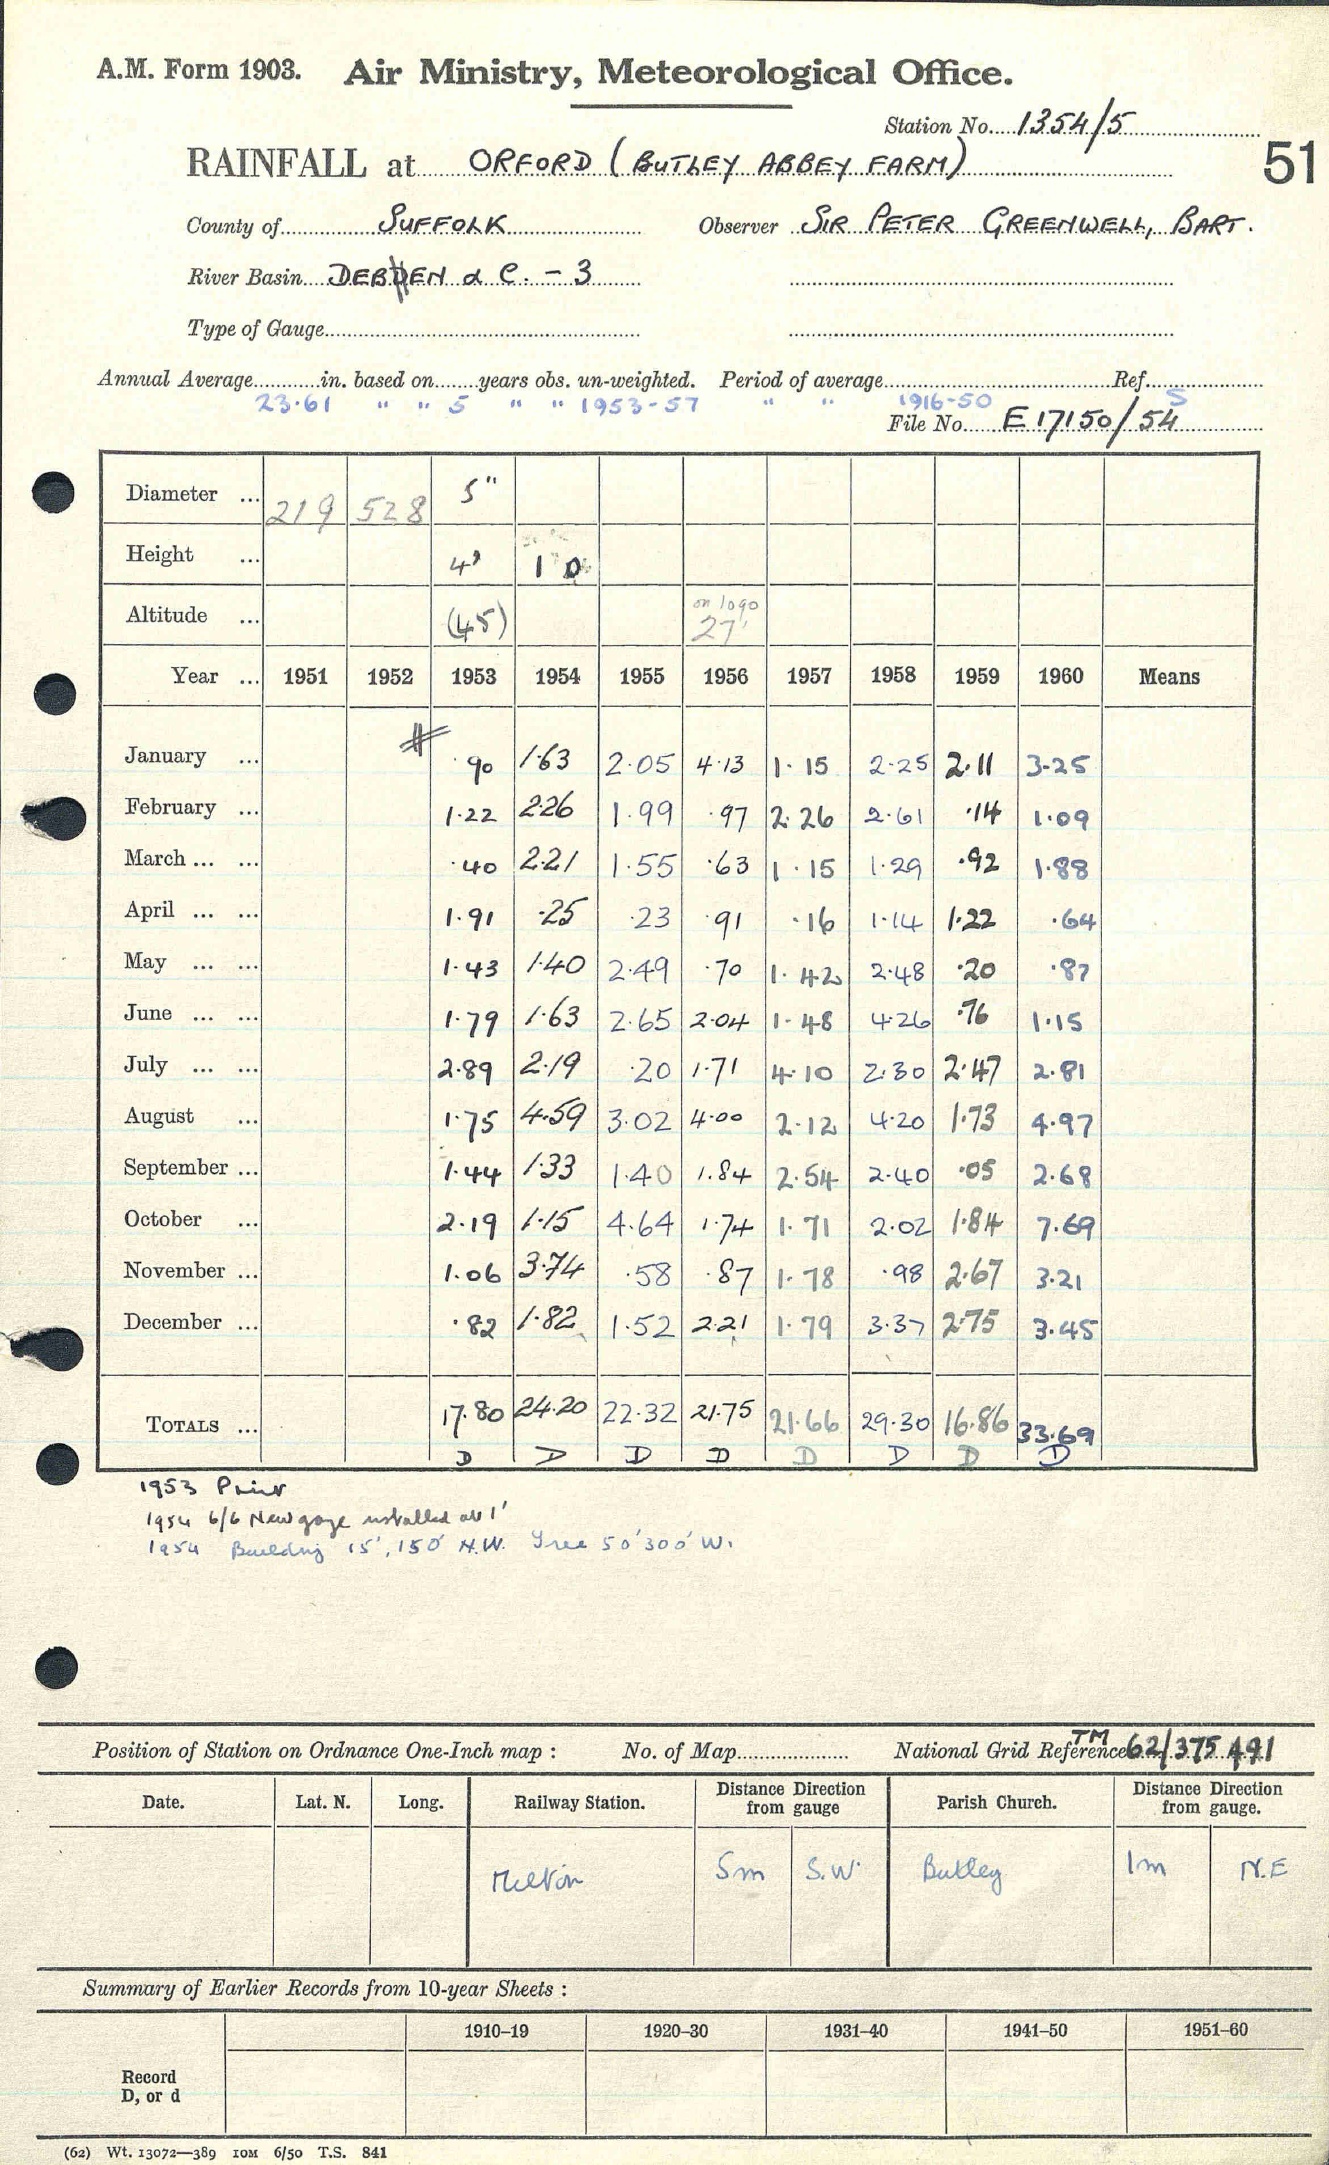 A.M. Form 1903. Air Ministry, Meteorological Office.
Station No. 1354/5
51
RAINFALL at ORFORD (BUTLEY ABBEY FARM)
County of SUFFOLK Observer SIR PETER GREENWELL, BART.
River Basin DEBEN & C. - 3
Type of Gauge
Annual Average in. based on years obs. un-weighted. Period of average Ref.
23.61 " " 5 " " 1953-57 " " 1916-50 S
File No. E 17150/54
Diameter ... 219 528 5"
Height ... 4' 1 0
Altitude ... (45) on 1090 27'
Year ... 1951 1952 1953 1954 1955 1956 1957 1958 1959 1960 Means
January ... .90 1.63 2.05 4.13 1.15 2.25 2.11 3.25
February ... 1.22 2.26 1.99 .97 2.26 2.61 .14 1.09
March ... ... .40 2.21 1.55 .63 1.15 1.29 .92 1.88
April ... ... 1.91 .25 .23 .91 .16 1.14 1.22 .64
May ... ... 1.43 1.40 2.49 .70 1.42 2.48 .20 .87
June ... ... 1.79 1.63 2.65 2.04 1.48 4.26 .76 1.15
July ... ... 2.89 2.19 .20 1.71 4.10 2.30 2.47 2.81
August ... 1.75 4.59 3.02 4.00 2.12 4.20 1.73 4.97
September ... 1.44 1.33 1.40 1.84 2.54 2.40 .05 2.68
October ... 2.19 1.15 4.64 1.74 1.71 2.02 1.84 7.69
November ... 1.06 3.74 .58 .87 1.78 .98 2.67 3.21
December ... .82 1.82 1.52 2.21 1.79 3.37 2.75 3.45
TOTALS ... 17.80 24.20 22.32 21.75 21.66 29.30 16.86 33.69
D D D D D D D D
1953 Print
1954 6/6 New gage installed at 1'
1954 Building 15', 150' N.W. Tree 50' 300' W.
Position of Station on Ordnance One-Inch map : No. of Map National Grid Reference TM 62/375 491
Date. Lat. N. Long. Railway Station. Distance from gauge Direction Parish Church. Distance from gauge. Direction
Melton 5m S.W. Butley 1m N.E
Summary of Earlier Records from 10-year Sheets :
1910–19 1920–30 1931–40 1941–50 1951–60
Record
D, or d
(62) Wt. 13072—389 10M 6/50 T.S. 841